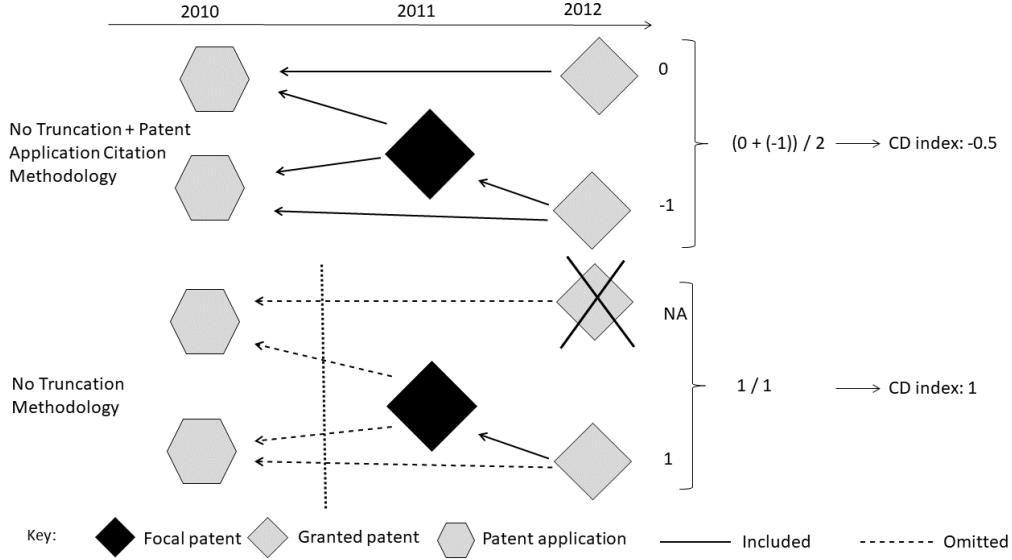 2010 2011 2012
0
No Truncation + Patent
Application Citation
Methodology
(0 + (-1)) / 2
CD index: -0.5
-1
NA
No Truncation
Methodology
1 / 1
CD index: 1
1
Key: Focal patent Granted patent Patent application Included Omitted